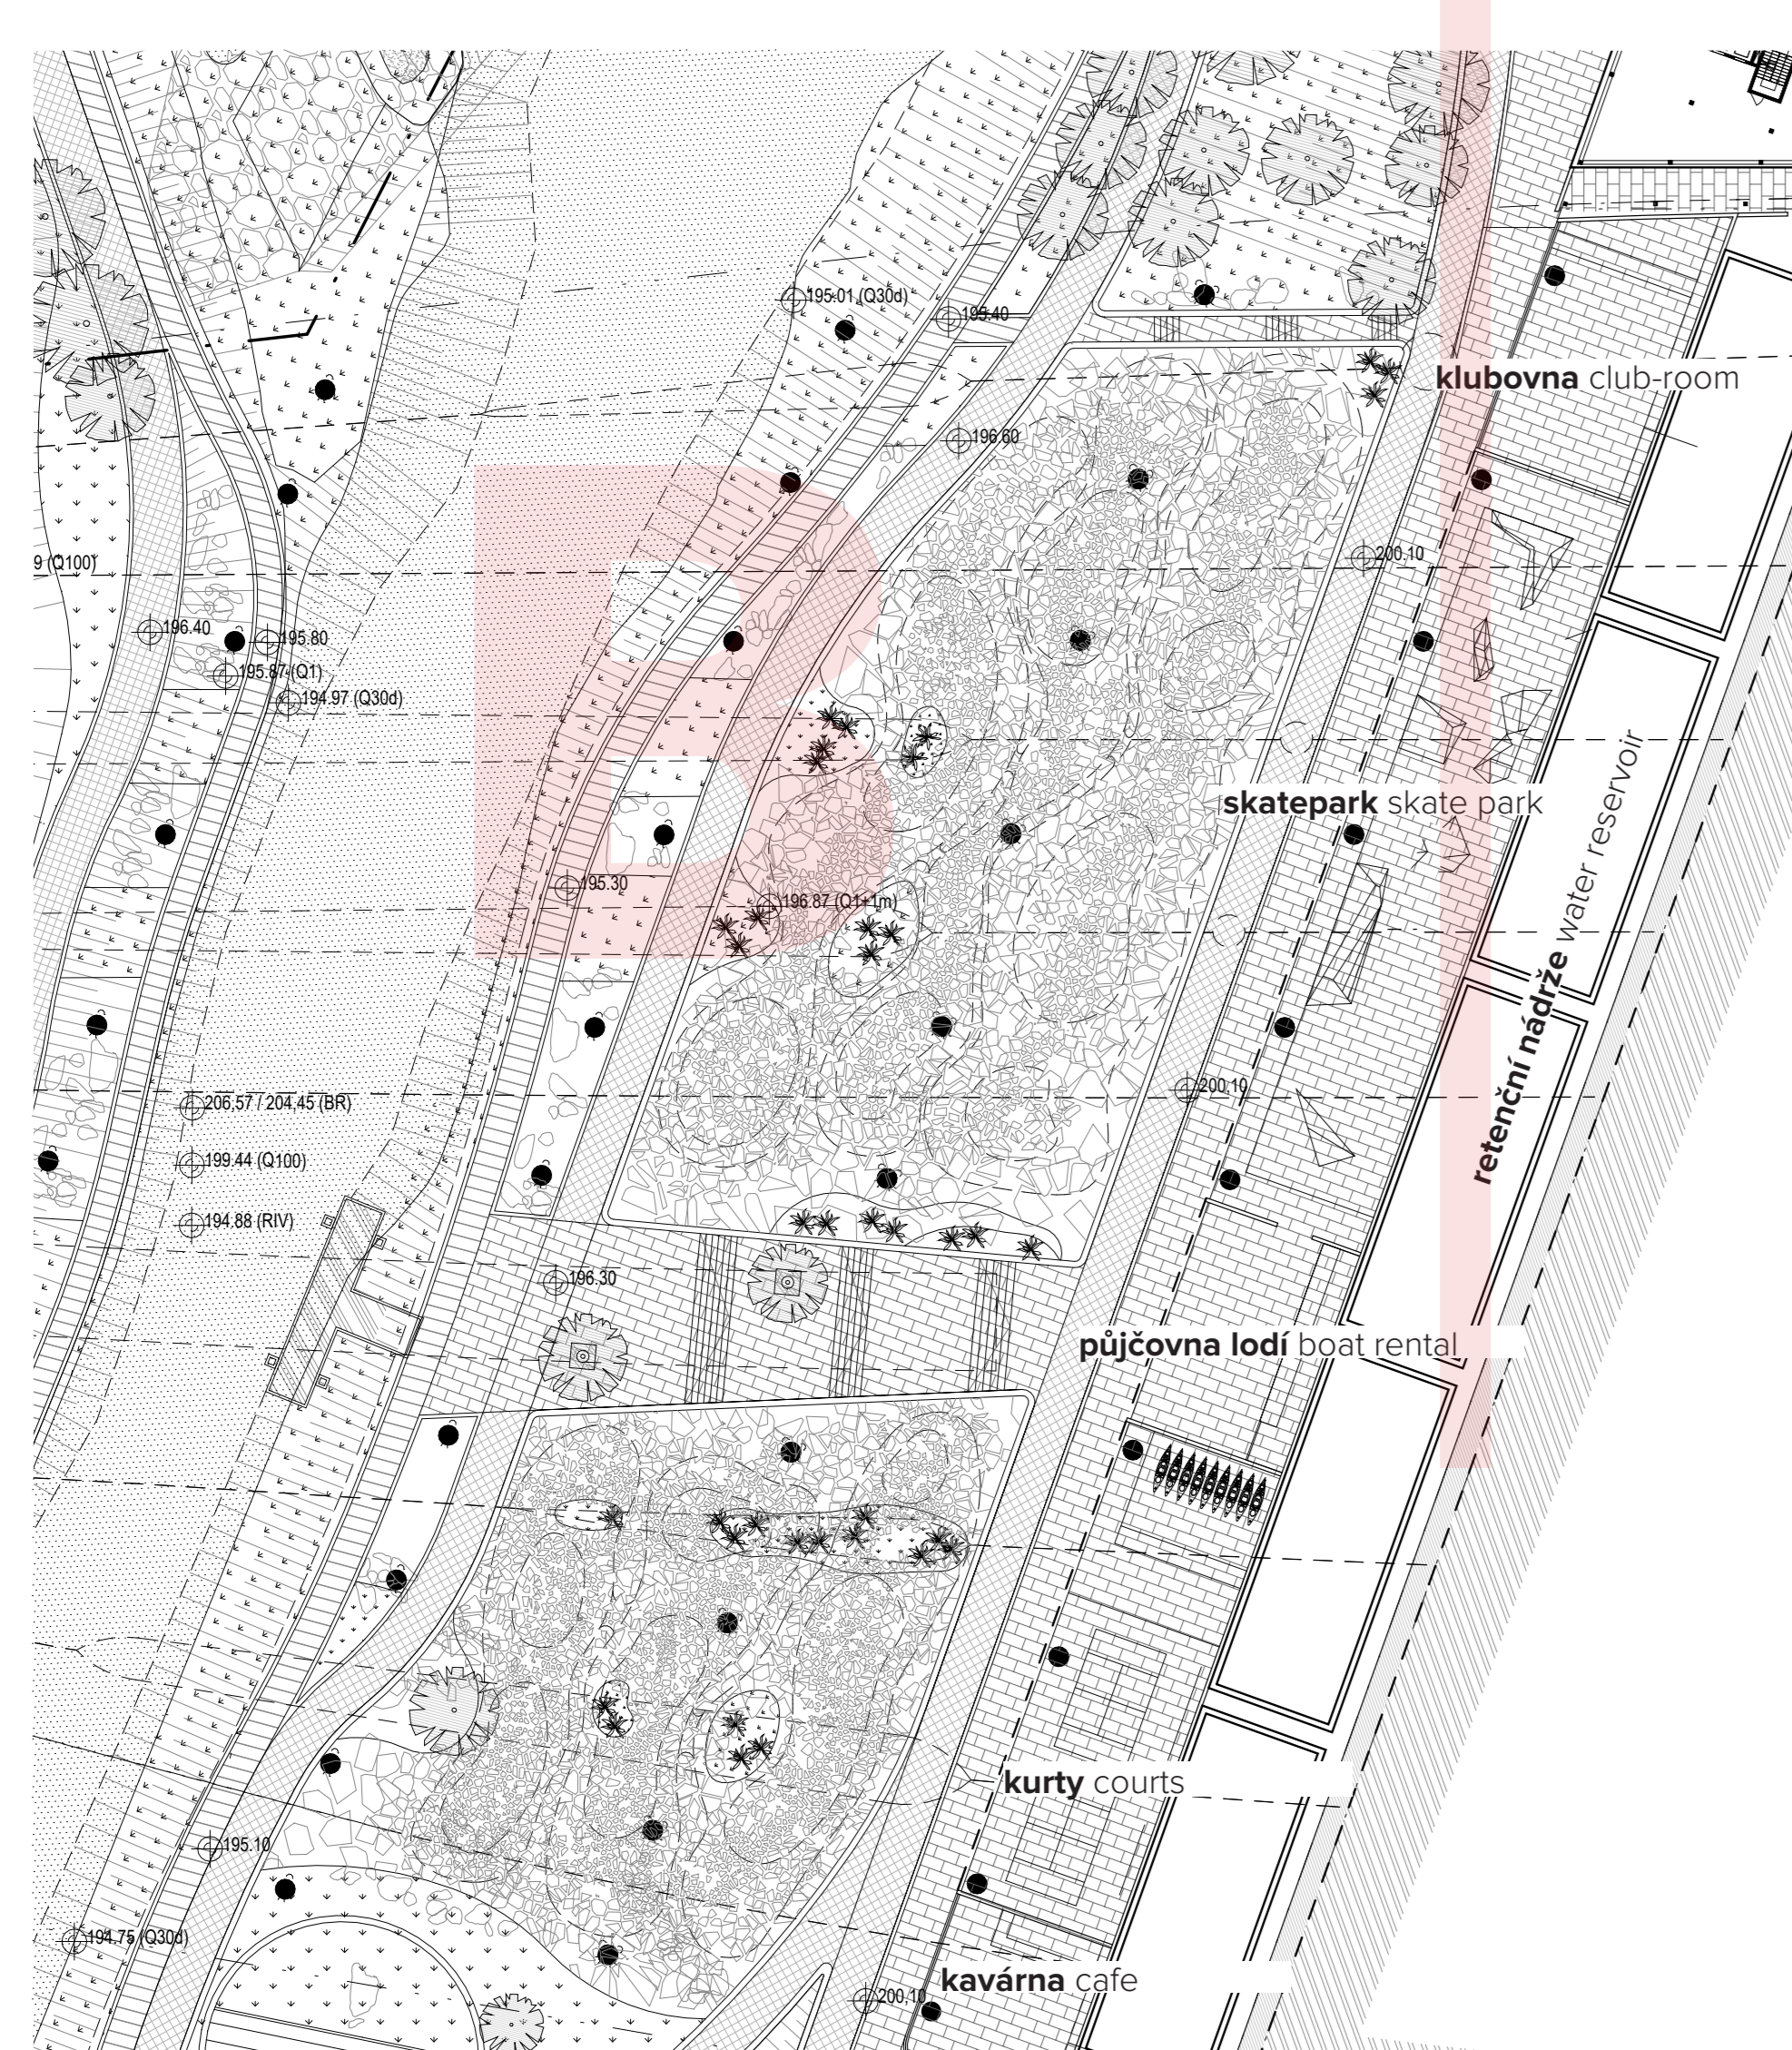 195.01 (Q30d)
195.40
klubovna club-room
196.60
200.10
9 (Q100)
196.40
195.80
195.87 (Q1)
194.97 (Q30d)
B
skatepark skate park
retenční nádrže water reservoir
195.30
196.87 (Q1+1m)
200.10
206,57 / 204,45 (BR)
199.44 (Q100)
194.88 (RIV)
196.30
půjčovna lodí boat rental
kurty courts
195.10
194.75 (Q30d)
kavárna cafe
200,10